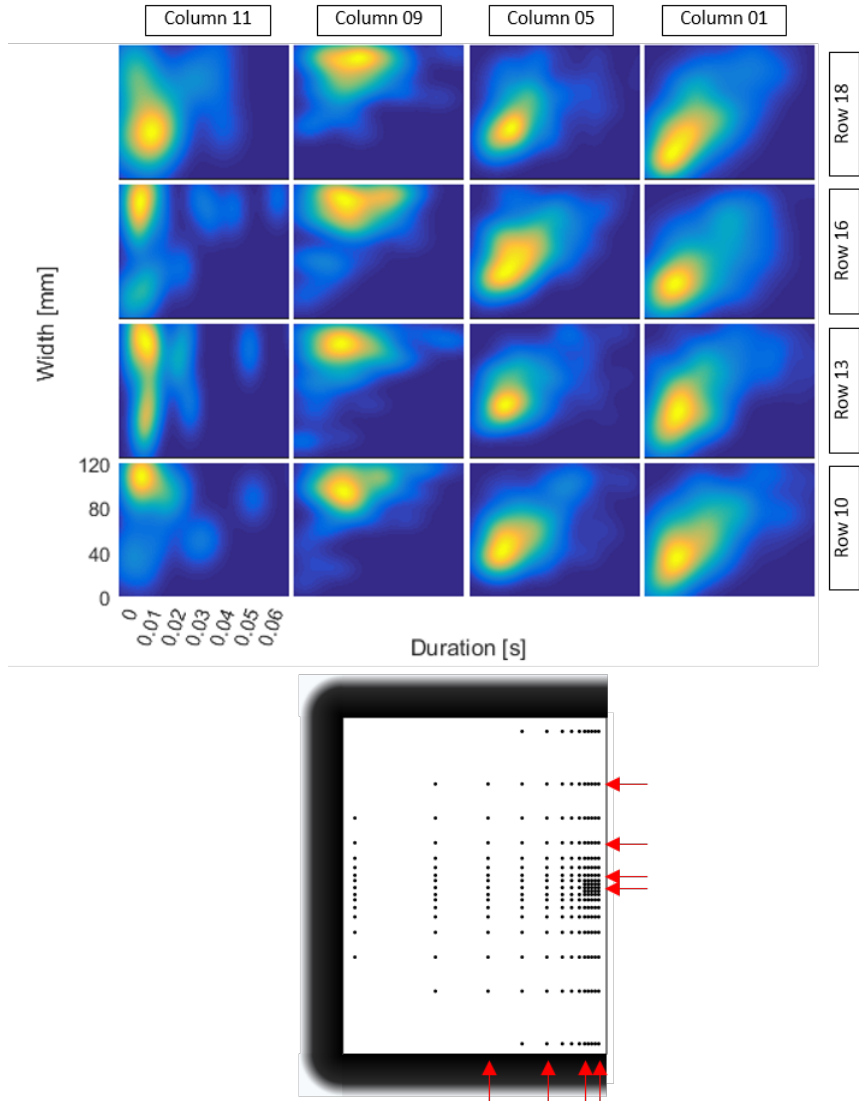 Column 11 Column 09 Column 05 Column 01
Row 18
Row 16
Row 13
Row 10
Width [mm]
120
80
40
0
0 0.01 0.02 0.03 0.04 0.05 0.06
Duration [s]